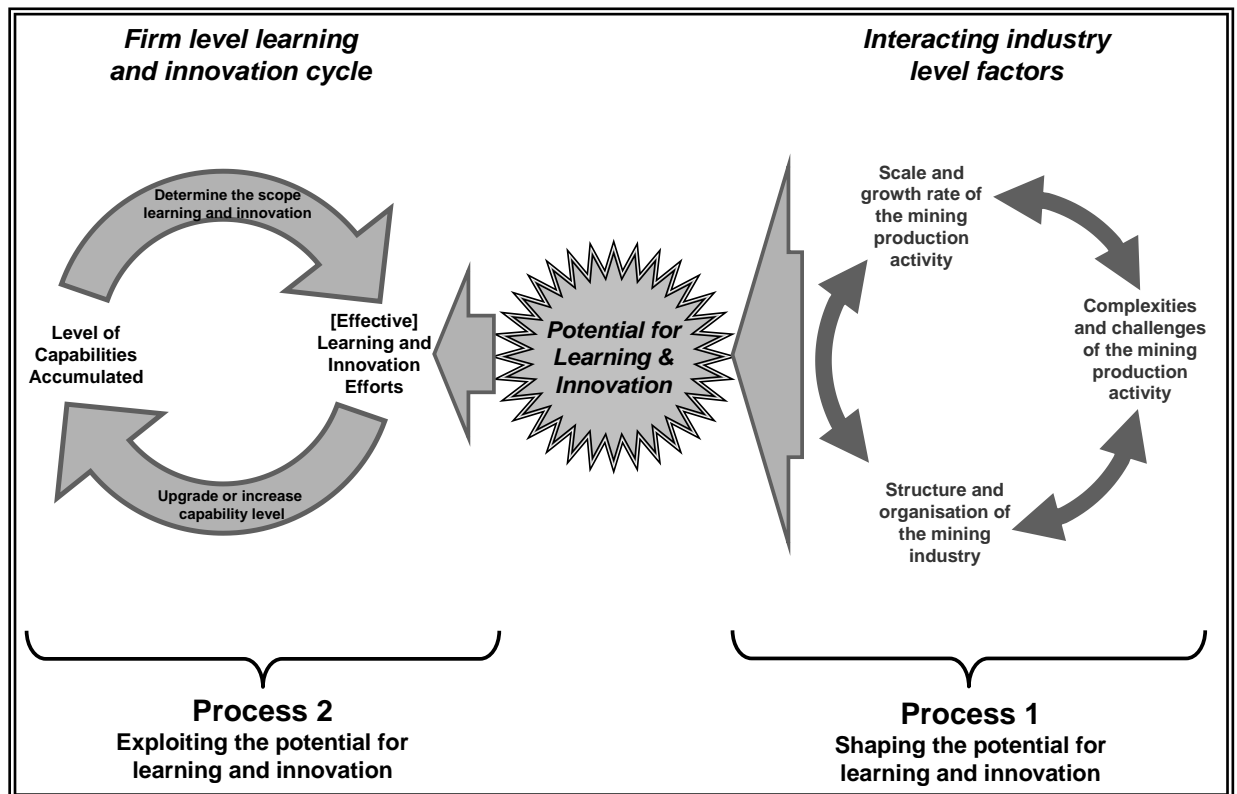 Firm level learning
and innovation cycle
Interacting industry
level factors
Determine the scope
learning and innovation
Level of
Capabilities
Accumulated
[Effective]
Learning and
Innovation
Efforts
Upgrade or increase
capability level
Potential for
Learning &
Innovation
Scale and
growth rate of
the mining
production
activity
Complexities
and challenges
of the mining
production
activity
Structure and
organisation of
the mining
industry
Process 2
Exploiting the potential for
learning and innovation
Process 1
Shaping the potential for
learning and innovation